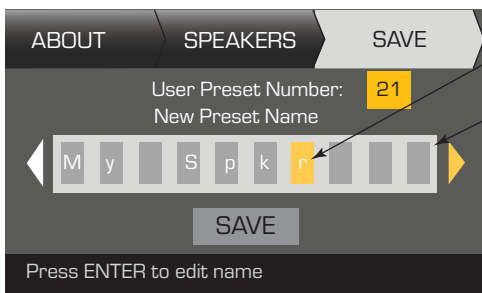 ABOUT SPEAKERS SAVE
User Preset Number: 21
New Preset Name
M y S p k r
SAVE
Press ENTER to edit name